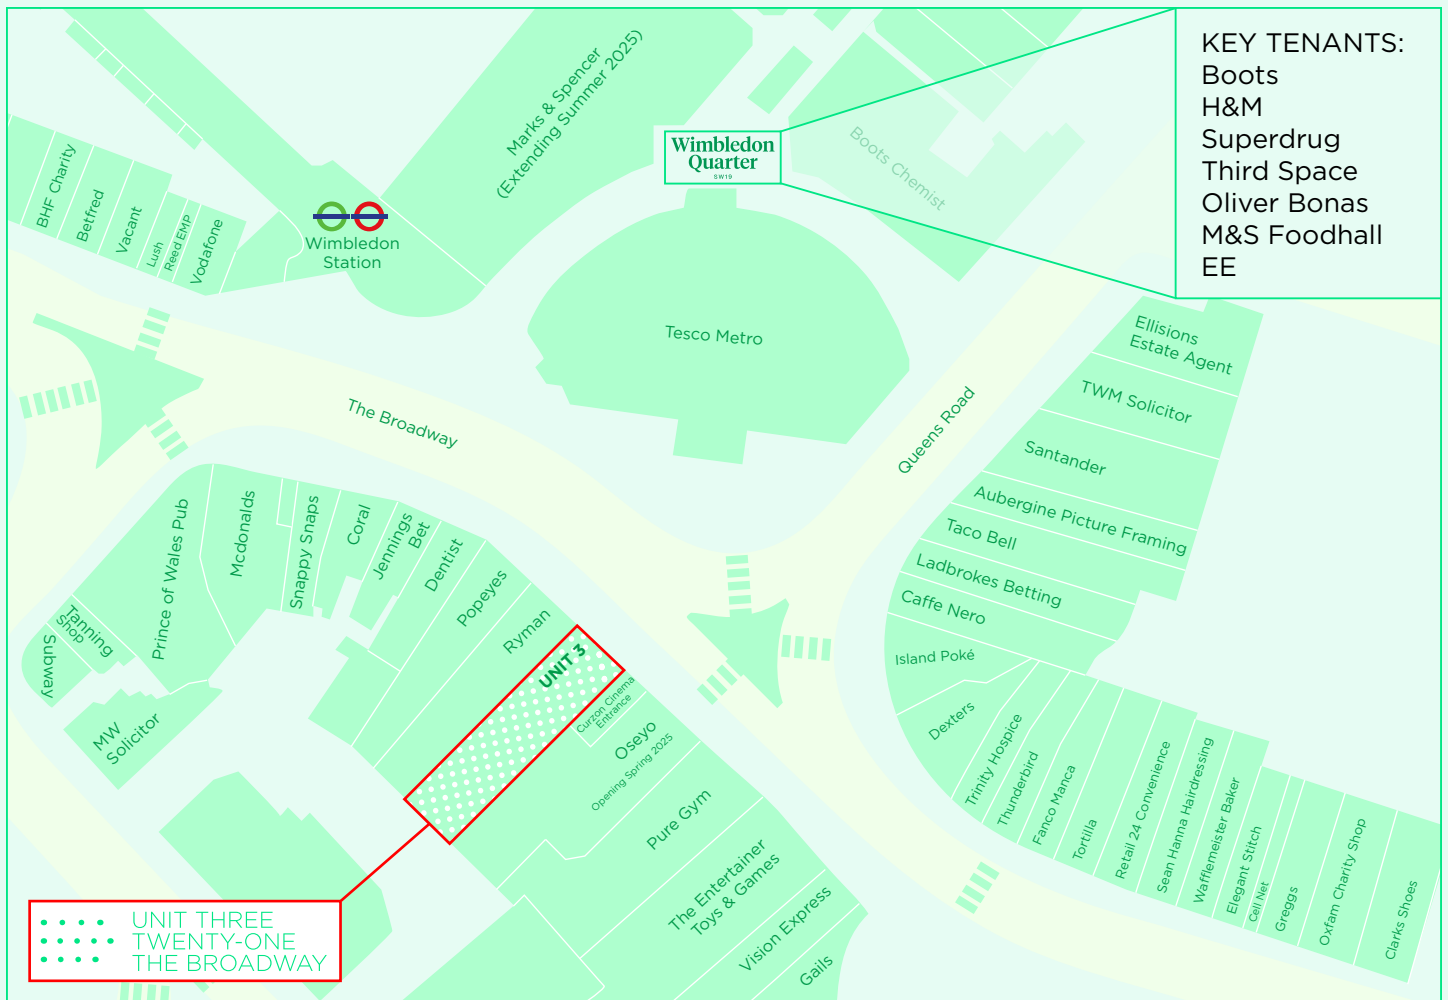 KEY TENANTS:
Boots
H&M
Superdrug
Third Space
Oliver Bonas
M&S Foodhall
EE
Marks & Spencer
(Extending Summer 2025)
Wimbledon
Quarter
SW19
Boots Chemist
BHF Charity
Betfred
Vacant
Lush
Reed EMP
Vodafone
Wimbledon
Station
Tesco Metro
The Broadway
Queens Road
Ellisions
Estate Agent
TWM Solicitor
Santander
Aubergine Picture Framing
Taco Bell
Ladbrokes Betting
Caffe Nero
Island Poké
Dexters
Trinity Hospice
Thunderbird
Fanco Manca
Tortilla
Retail 24 Convenience
Sean Hanna Hairdressing
Wafflemeister Baker
Elegant Stitch
Cell Net
Greggs
Oxfam Charity Shop
Clarks Shoes
Subway
Tanning
Shop
Prince of Wales Pub
Mcdonalds
Snappy Snaps
Coral
Jennings
Bet
Dentist
Popeyes
Ryman
UNIT 3
Curzon Cinema
Entrance
Oseyo
Opening Spring 2025
Pure Gym
The Entertainer
Toys & Games
Vision Express
Gails
MW
Solicitor
UNIT THREE
TWENTY-ONE
THE BROADWAY